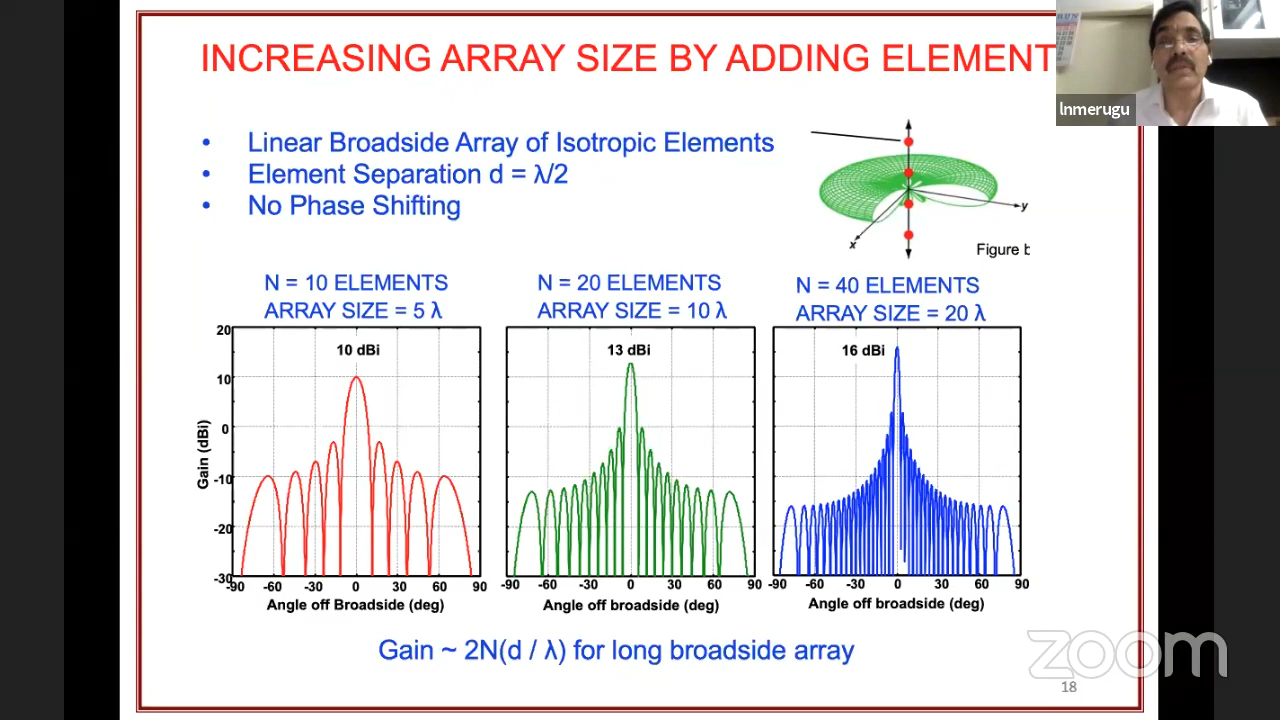 INCREASING ARRAY SIZE BY ADDING ELEMENT
lnmerugu
• Linear Broadside Array of Isotropic Elements
• Element Separation d = λ/2
• No Phase Shifting
y
x
Figure b
N = 10 ELEMENTS
ARRAY SIZE = 5 λ
N = 20 ELEMENTS
ARRAY SIZE = 10 λ
N = 40 ELEMENTS
ARRAY SIZE = 20 λ
10 dBi
13 dBi
16 dBi
Gain (dBi)
20
10
0
-10
-20
-30
-90 -60 -30 0 30 60 90
Angle off Broadside (deg)
-90 -60 -30 0 30 60 90
Angle off broadside (deg)
-90 -60 -30 0 30 60 90
Angle off broadside (deg)
Gain ~ 2N(d / λ) for long broadside array
zoom
18